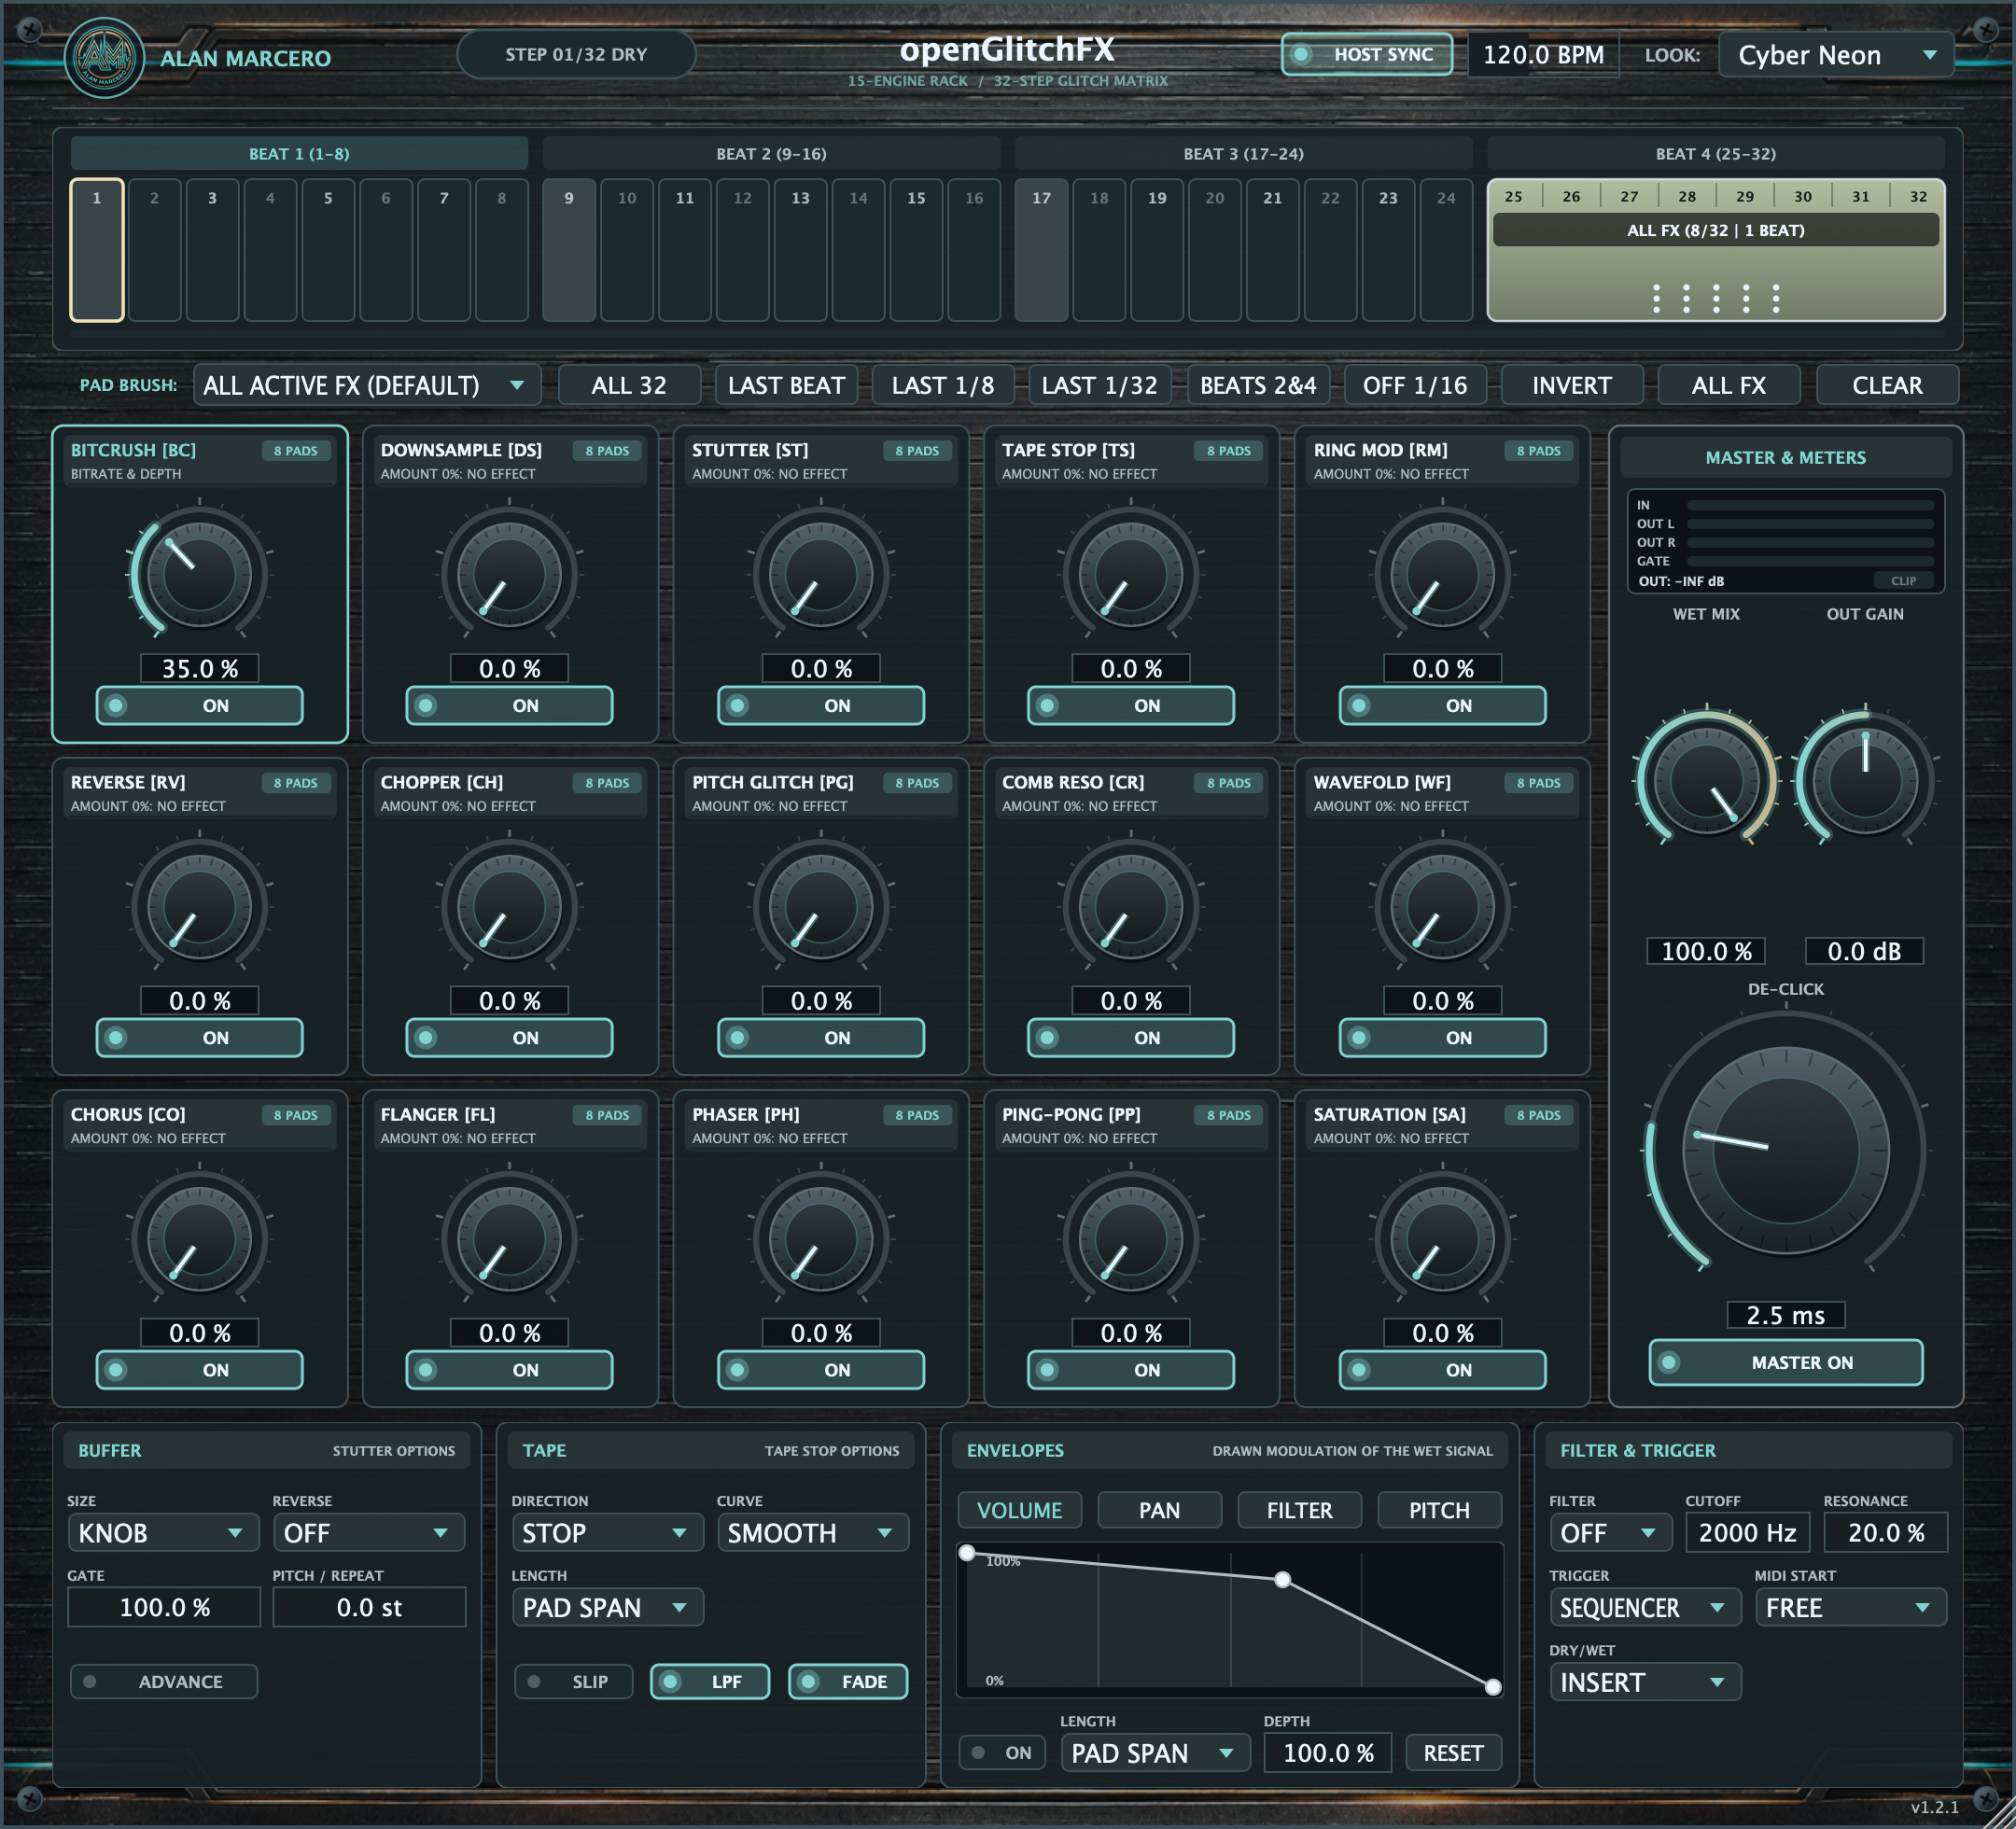 ALAN MARCERO
STEP 01/32 DRY
openGlitchFX
15-ENGINE RACK / 32-STEP GLITCH MATRIX
HOST SYNC
120.0 BPM
LOOK:
Cyber Neon
BEAT 1 (1-8)
BEAT 2 (9-16)
BEAT 3 (17-24)
BEAT 4 (25-32)
1 2 3 4 5 6 7 8 9 10 11 12 13 14 15 16 17 18 19 20 21 22 23 24 25 26 27 28 29 30 31 32
ALL FX (8/32 | 1 BEAT)
PAD BRUSH:
ALL ACTIVE FX (DEFAULT)
ALL 32
LAST BEAT
LAST 1/8
LAST 1/32
BEATS 2&4
OFF 1/16
INVERT
ALL FX
CLEAR
BITCRUSH [BC] 8 PADS
BITRATE & DEPTH
35.0 %
ON
DOWNSAMPLE [DS] 8 PADS
AMOUNT 0%: NO EFFECT
0.0 %
ON
STUTTER [ST] 8 PADS
AMOUNT 0%: NO EFFECT
0.0 %
ON
TAPE STOP [TS] 8 PADS
AMOUNT 0%: NO EFFECT
0.0 %
ON
RING MOD [RM] 8 PADS
AMOUNT 0%: NO EFFECT
0.0 %
ON
REVERSE [RV] 8 PADS
AMOUNT 0%: NO EFFECT
0.0 %
ON
CHOPPER [CH] 8 PADS
AMOUNT 0%: NO EFFECT
0.0 %
ON
PITCH GLITCH [PG] 8 PADS
AMOUNT 0%: NO EFFECT
0.0 %
ON
COMB RESO [CR] 8 PADS
AMOUNT 0%: NO EFFECT
0.0 %
ON
WAVEFOLD [WF] 8 PADS
AMOUNT 0%: NO EFFECT
0.0 %
ON
CHORUS [CO] 8 PADS
AMOUNT 0%: NO EFFECT
0.0 %
ON
FLANGER [FL] 8 PADS
AMOUNT 0%: NO EFFECT
0.0 %
ON
PHASER [PH] 8 PADS
AMOUNT 0%: NO EFFECT
0.0 %
ON
PING-PONG [PP] 8 PADS
AMOUNT 0%: NO EFFECT
0.0 %
ON
SATURATION [SA] 8 PADS
AMOUNT 0%: NO EFFECT
0.0 %
ON
MASTER & METERS
IN
OUT L
OUT R
GATE
OUT: -INF dB
CLIP
WET MIX
OUT GAIN
100.0 %
0.0 dB
DE-CLICK
2.5 ms
MASTER ON
BUFFER
STUTTER OPTIONS
SIZE
REVERSE
KNOB
OFF
GATE
PITCH / REPEAT
100.0 %
0.0 st
ADVANCE
TAPE
TAPE STOP OPTIONS
DIRECTION
CURVE
STOP
SMOOTH
LENGTH
PAD SPAN
SLIP
LPF
FADE
ENVELOPES
DRAWN MODULATION OF THE WET SIGNAL
VOLUME
PAN
FILTER
PITCH
100%
0%
LENGTH
DEPTH
ON
PAD SPAN
100.0 %
RESET
FILTER & TRIGGER
FILTER
CUTOFF
RESONANCE
OFF
2000 Hz
20.0 %
TRIGGER
MIDI START
SEQUENCER
FREE
DRY/WET
INSERT
v1.2.1
AM
ALAN MARCERO